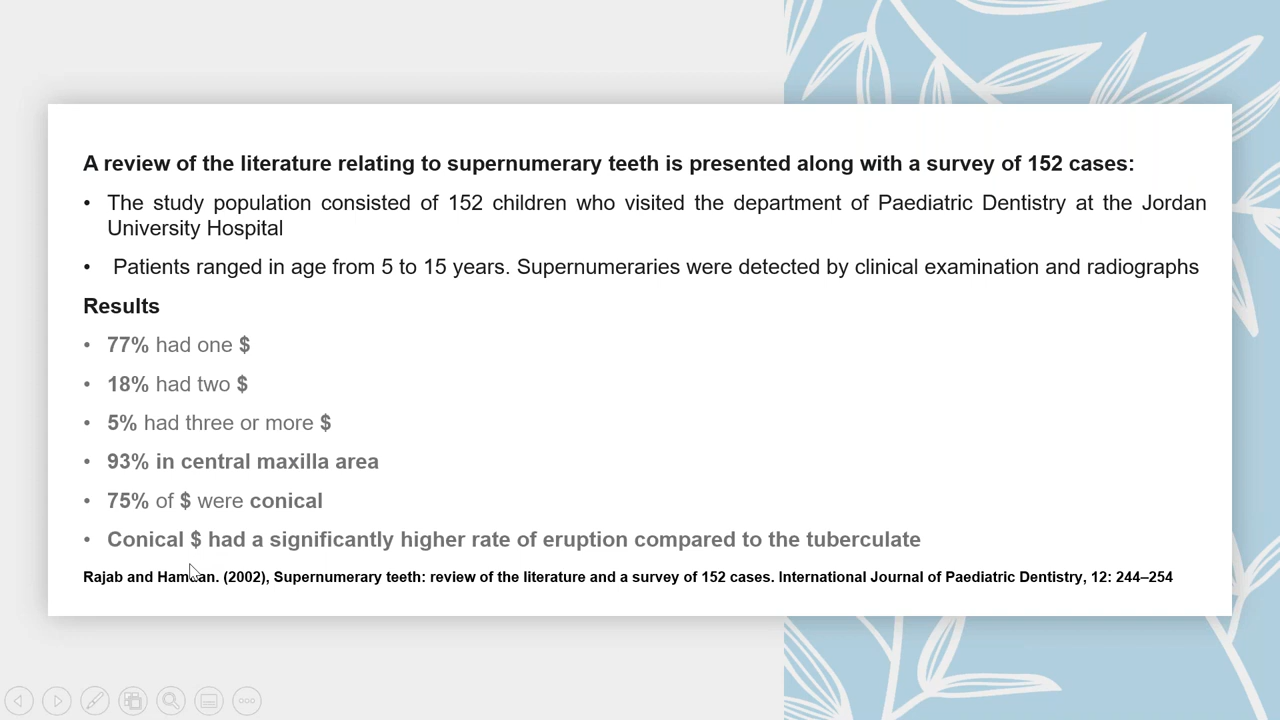 A review of the literature relating to supernumerary teeth is presented along with a survey of 152 cases:
• The study population consisted of 152 children who visited the department of Paediatric Dentistry at the Jordan
University Hospital
• Patients ranged in age from 5 to 15 years. Supernumeraries were detected by clinical examination and radiographs
Results
• 77% had one $
• 18% had two $
• 5% had three or more $
• 93% in central maxilla area
• 75% of $ were conical
• Conical $ had a significantly higher rate of eruption compared to the tuberculate
Rajab and Hamdan. (2002), Supernumerary teeth: review of the literature and a survey of 152 cases. International Journal of Paediatric Dentistry, 12: 244–254